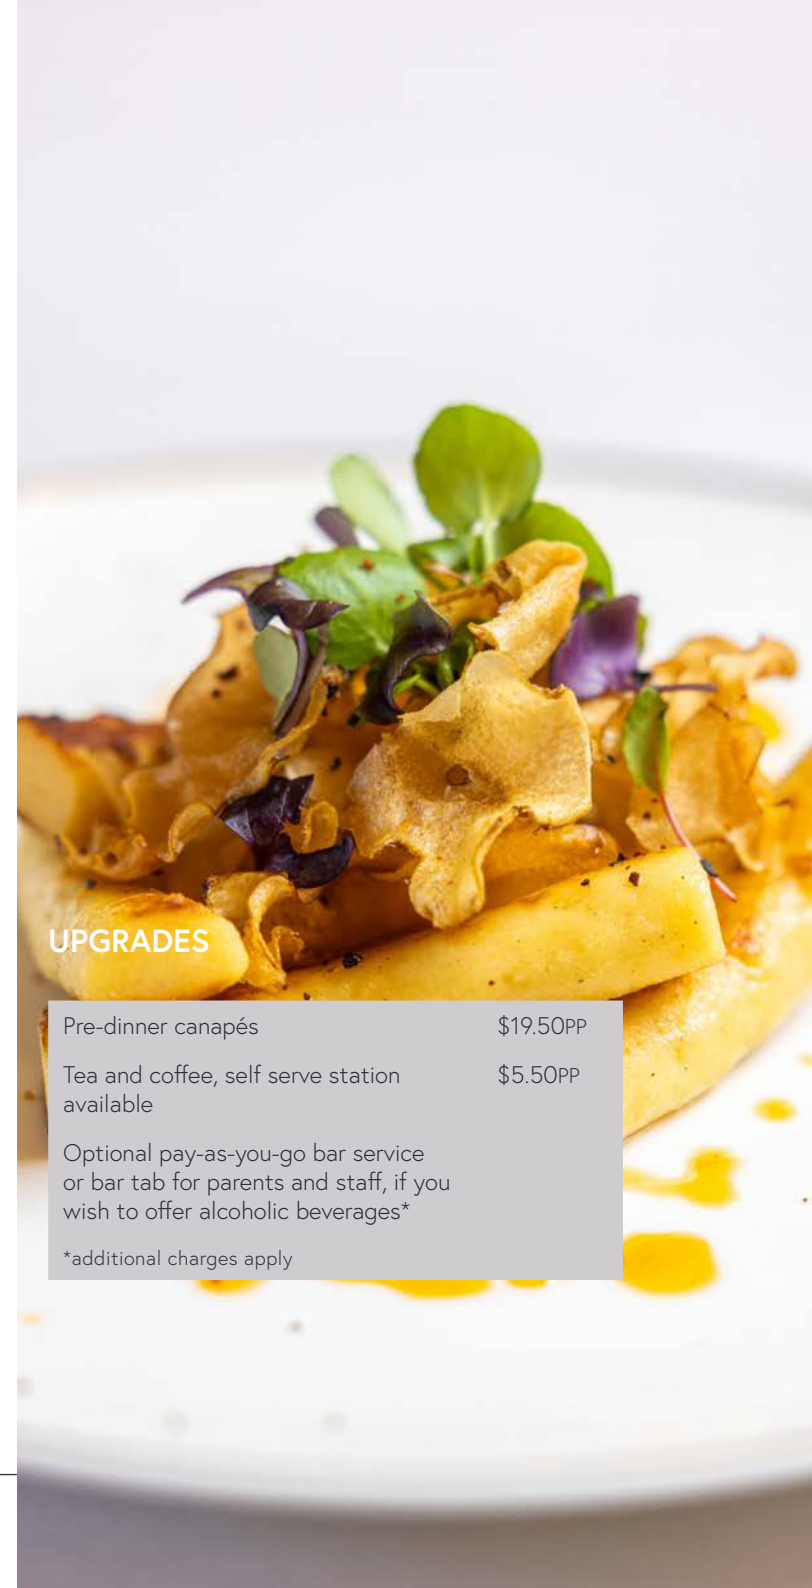 UPGRADES
Pre-dinner canapés $19.50PP
Tea and coffee, self serve station $5.50PP
available
Optional pay-as-you-go bar service
or bar tab for parents and staff, if you
wish to offer alcoholic beverages*
*additional charges apply